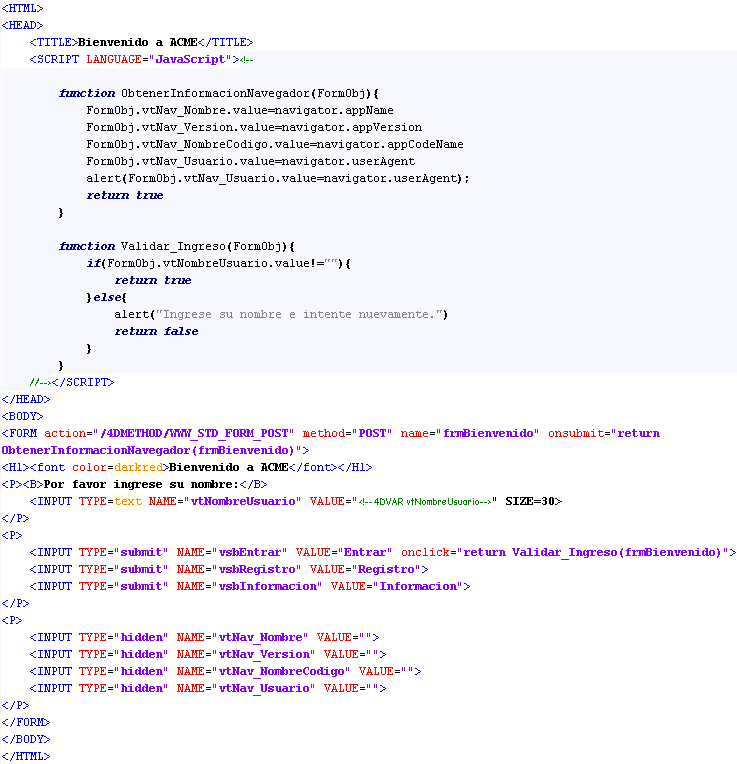 <HTML>
<HEAD>
    <TITLE>Bienvenido a ACME</TITLE>
    <SCRIPT LANGUAGE="JavaScript"><!--
        function ObtenerInformacionNavegador(FormObj){
            FormObj.vtNav_Nombre.value=navigator.appName
            FormObj.vtNav_Version.value=navigator.appVersion
            FormObj.vtNav_NombreCodigo.value=navigator.appCodeName
            FormObj.vtNav_Usuario.value=navigator.userAgent
            alert(FormObj.vtNav_Usuario.value=navigator.userAgent);
            return true
        }
        function Validar_Ingreso(FormObj){
            if(FormObj.vtNombreUsuario.value!=""){
                return true
            }else{
                alert("Ingrese su nombre e intente nuevamente.")
                return false
            }
        }
    //--></SCRIPT>
</HEAD>
<BODY>
<FORM action="/4DMETHOD/WWW_STD_FORM_POST" method="POST" name="frmBienvenido" onsubmit="return
ObtenerInformacionNavegador(frmBienvenido)">
<H1><font color=darkred>Bienvenido a ACME</font></H1>
<P><B>Por favor ingrese su nombre:</B>
    <INPUT TYPE=text NAME="vtNombreUsuario" VALUE="<!--4DVAR vtNombreUsuario-->" SIZE=30>
</P>
<P>
    <INPUT TYPE="submit" NAME="vsbEntrar" VALUE="Entrar" onclick="return Validar_Ingreso(frmBienvenido)">
    <INPUT TYPE="submit" NAME="vsbRegistro" VALUE="Registro">
    <INPUT TYPE="submit" NAME="vsbInformacion" VALUE="Informacion">
</P>
<P>
    <INPUT TYPE="hidden" NAME="vtNav_Nombre" VALUE="">
    <INPUT TYPE="hidden" NAME="vtNav_Version" VALUE="">
    <INPUT TYPE="hidden" NAME="vtNav_NombreCodigo" VALUE="">
    <INPUT TYPE="hidden" NAME="vtNav_Usuario" VALUE="">
</P>
</FORM>
</BODY>
</HTML>